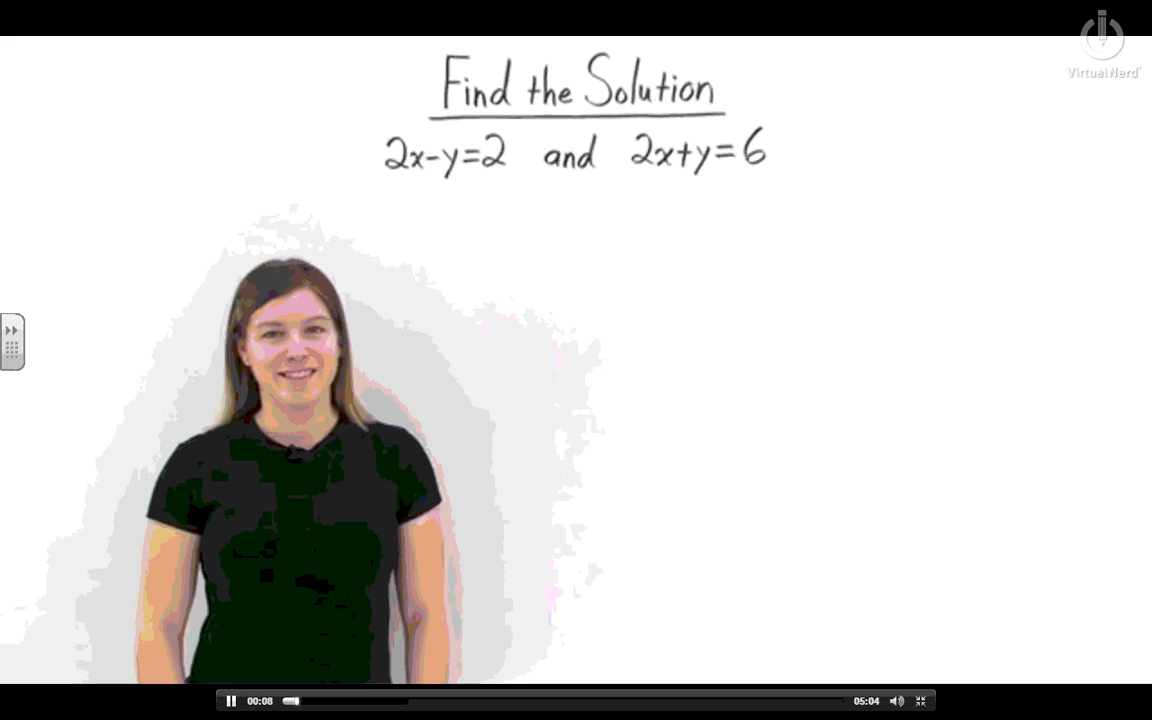 VirtualNerd
Find the Solution
2x-y=2 and 2x+y=6
00:08 05:04